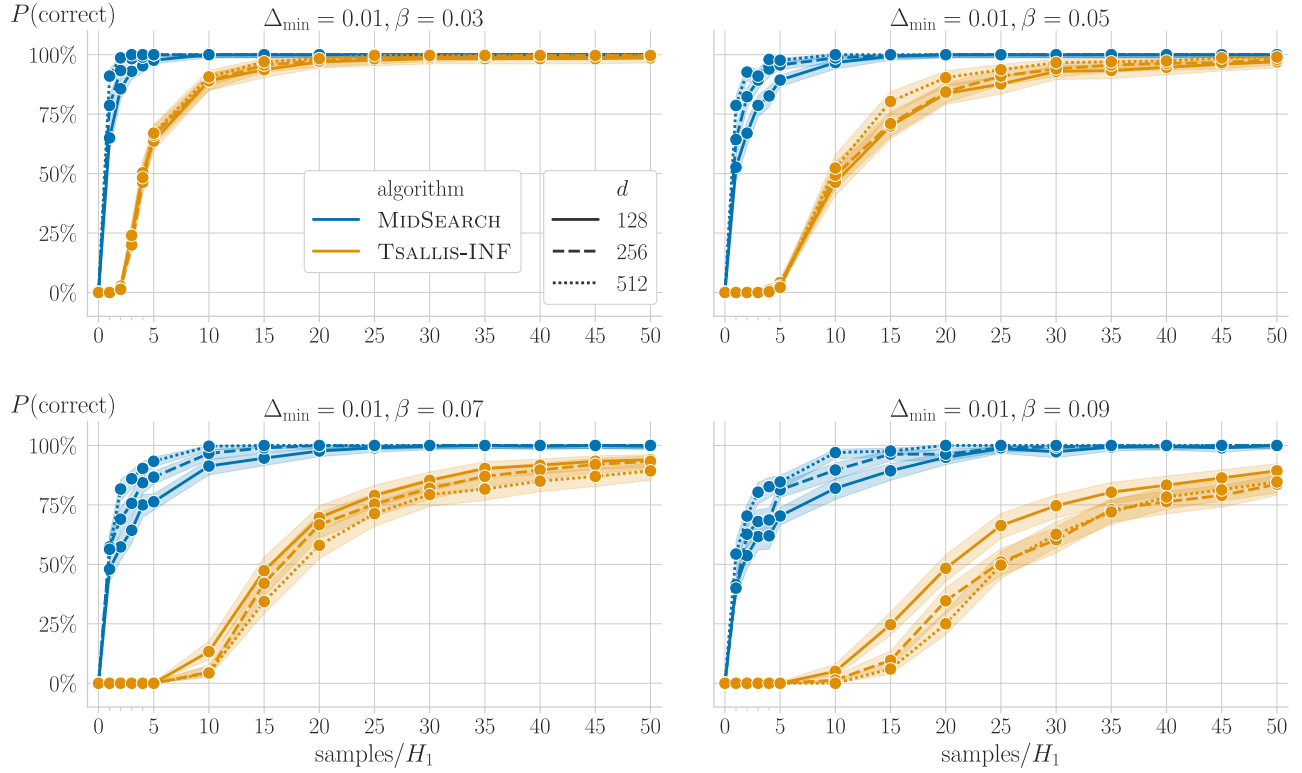 P(correct)
Δmin = 0.01, β = 0.03
100%
75%
50%
25%
0%
algorithm
MIDSEARCH
TSALLIS-INF
d
128
256
512
0 5 10 15 20 25 30 35 40 45 50
Δmin = 0.01, β = 0.05
0 5 10 15 20 25 30 35 40 45 50
P(correct)
Δmin = 0.01, β = 0.07
100%
75%
50%
25%
0%
0 5 10 15 20 25 30 35 40 45 50
samples/H₁
Δmin = 0.01, β = 0.09
0 5 10 15 20 25 30 35 40 45 50
samples/H₁